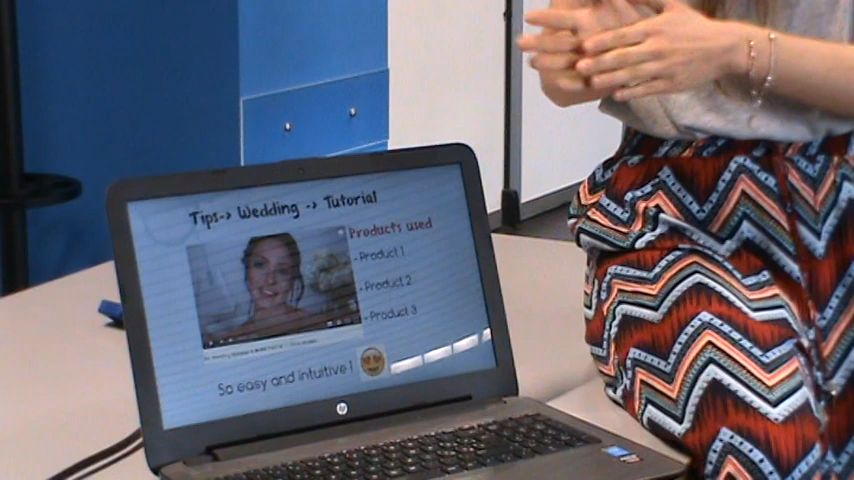 Tips-> Wedding -> Tutorial
Products used
- Product 1
- Product 2
- Product 3
So easy and intuitive !
hp